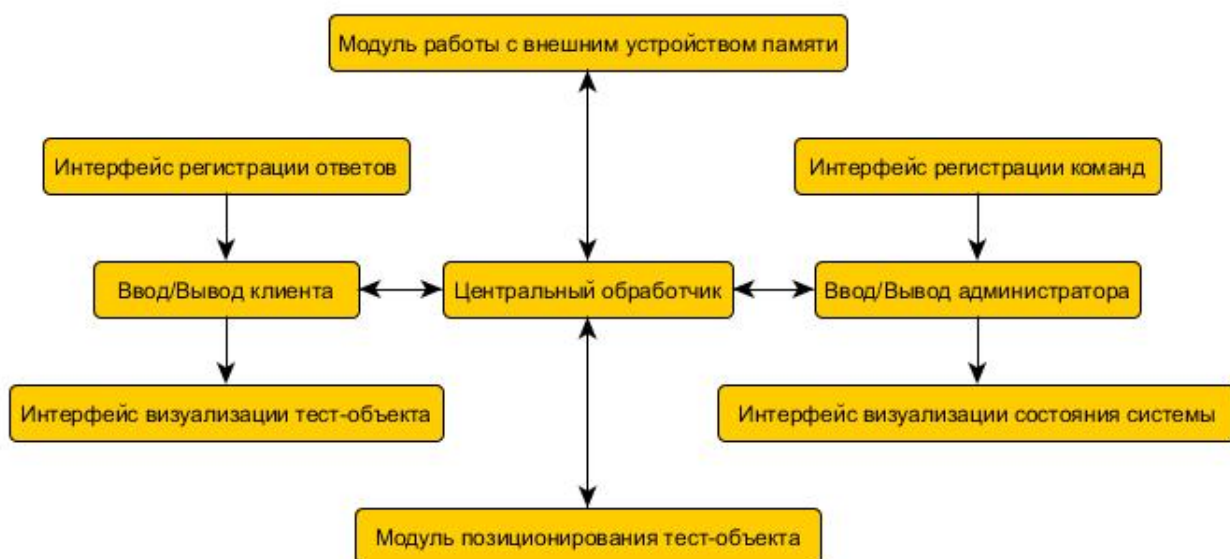 Модуль работы с внешним устройством памяти
Интерфейс регистрации ответов
Интерфейс регистрации команд
Ввод/Вывод клиента
Центральный обработчик
Ввод/Вывод администратора
Интерфейс визуализации тест-объекта
Интерфейс визуализации состояния системы
Модуль позиционирования тест-объекта